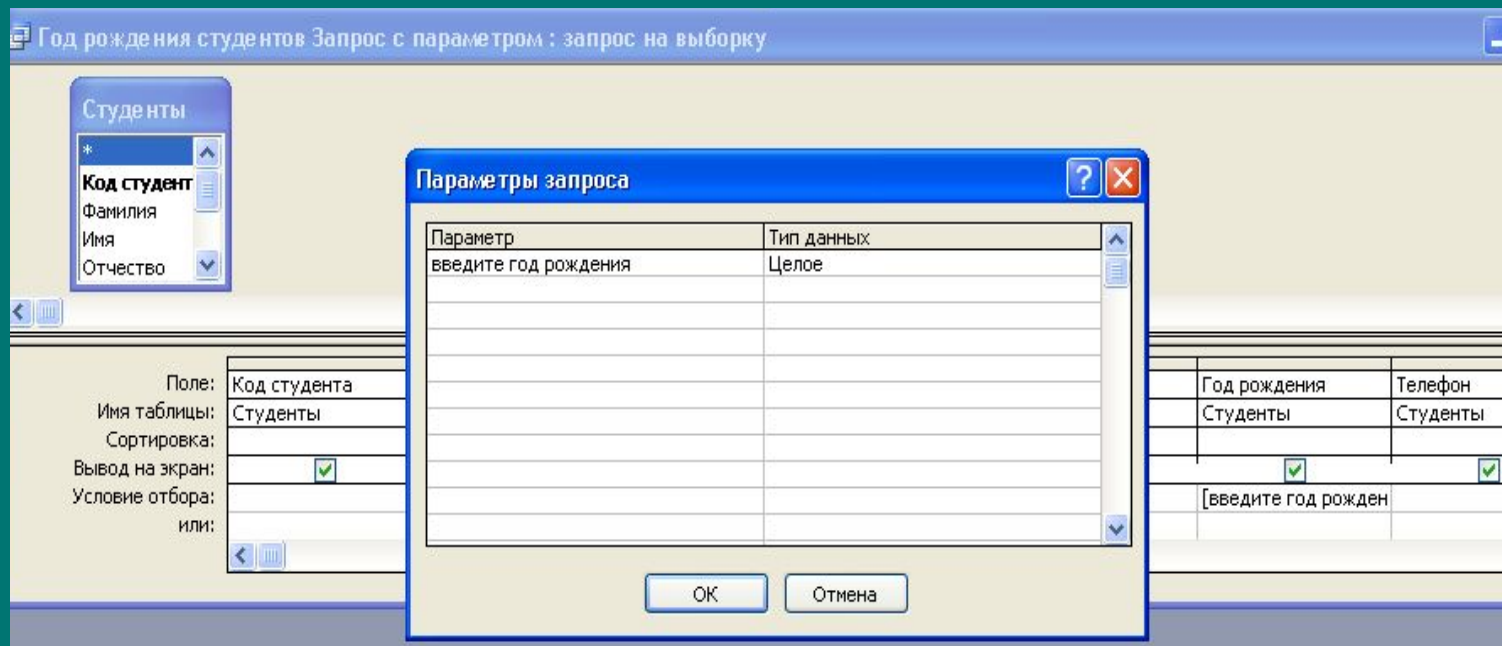 Год рождения студентов Запрос с параметром : запрос на выборку
Студенты
*
Код студент
Фамилия
Имя
Отчество
Параметры запроса
Параметр Тип данных
введите год рождения Целое
ОК Отмена
Поле: Код студента Год рождения Телефон
Имя таблицы: Студенты Студенты Студенты
Сортировка:
Вывод на экран:
Условие отбора: [введите год рожден
или: